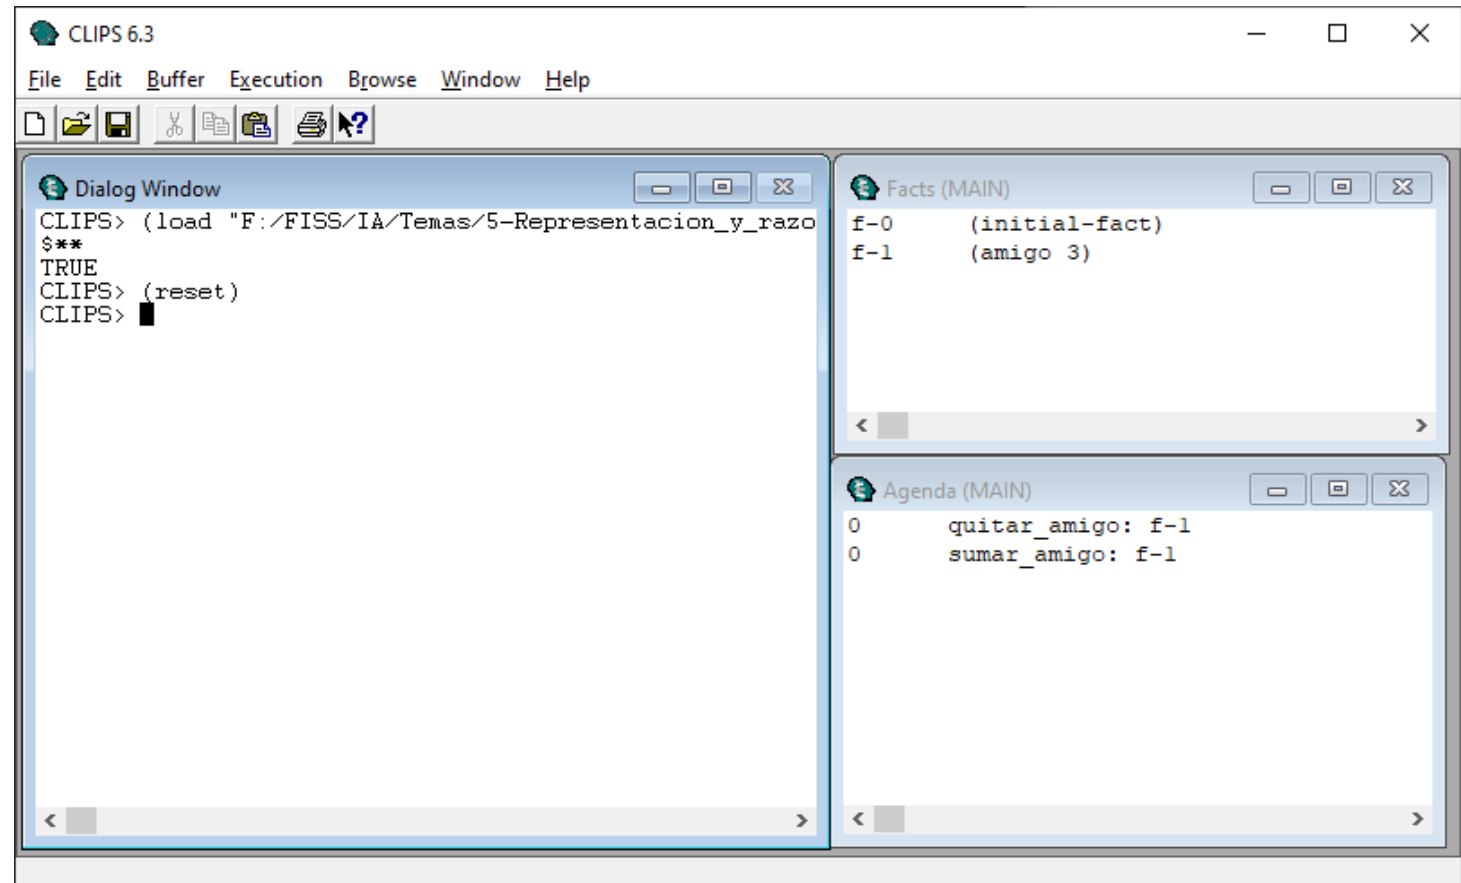 CLIPS 6.3
File Edit Buffer Execution Browse Window Help
Dialog Window
CLIPS> (load "F:/FISS/IA/Temas/5-Representacion_y_razo
$**
TRUE
CLIPS> (reset)
CLIPS>
Facts (MAIN)
f-0 (initial-fact)
f-1 (amigo 3)
Agenda (MAIN)
0 quitar_amigo: f-1
0 sumar_amigo: f-1